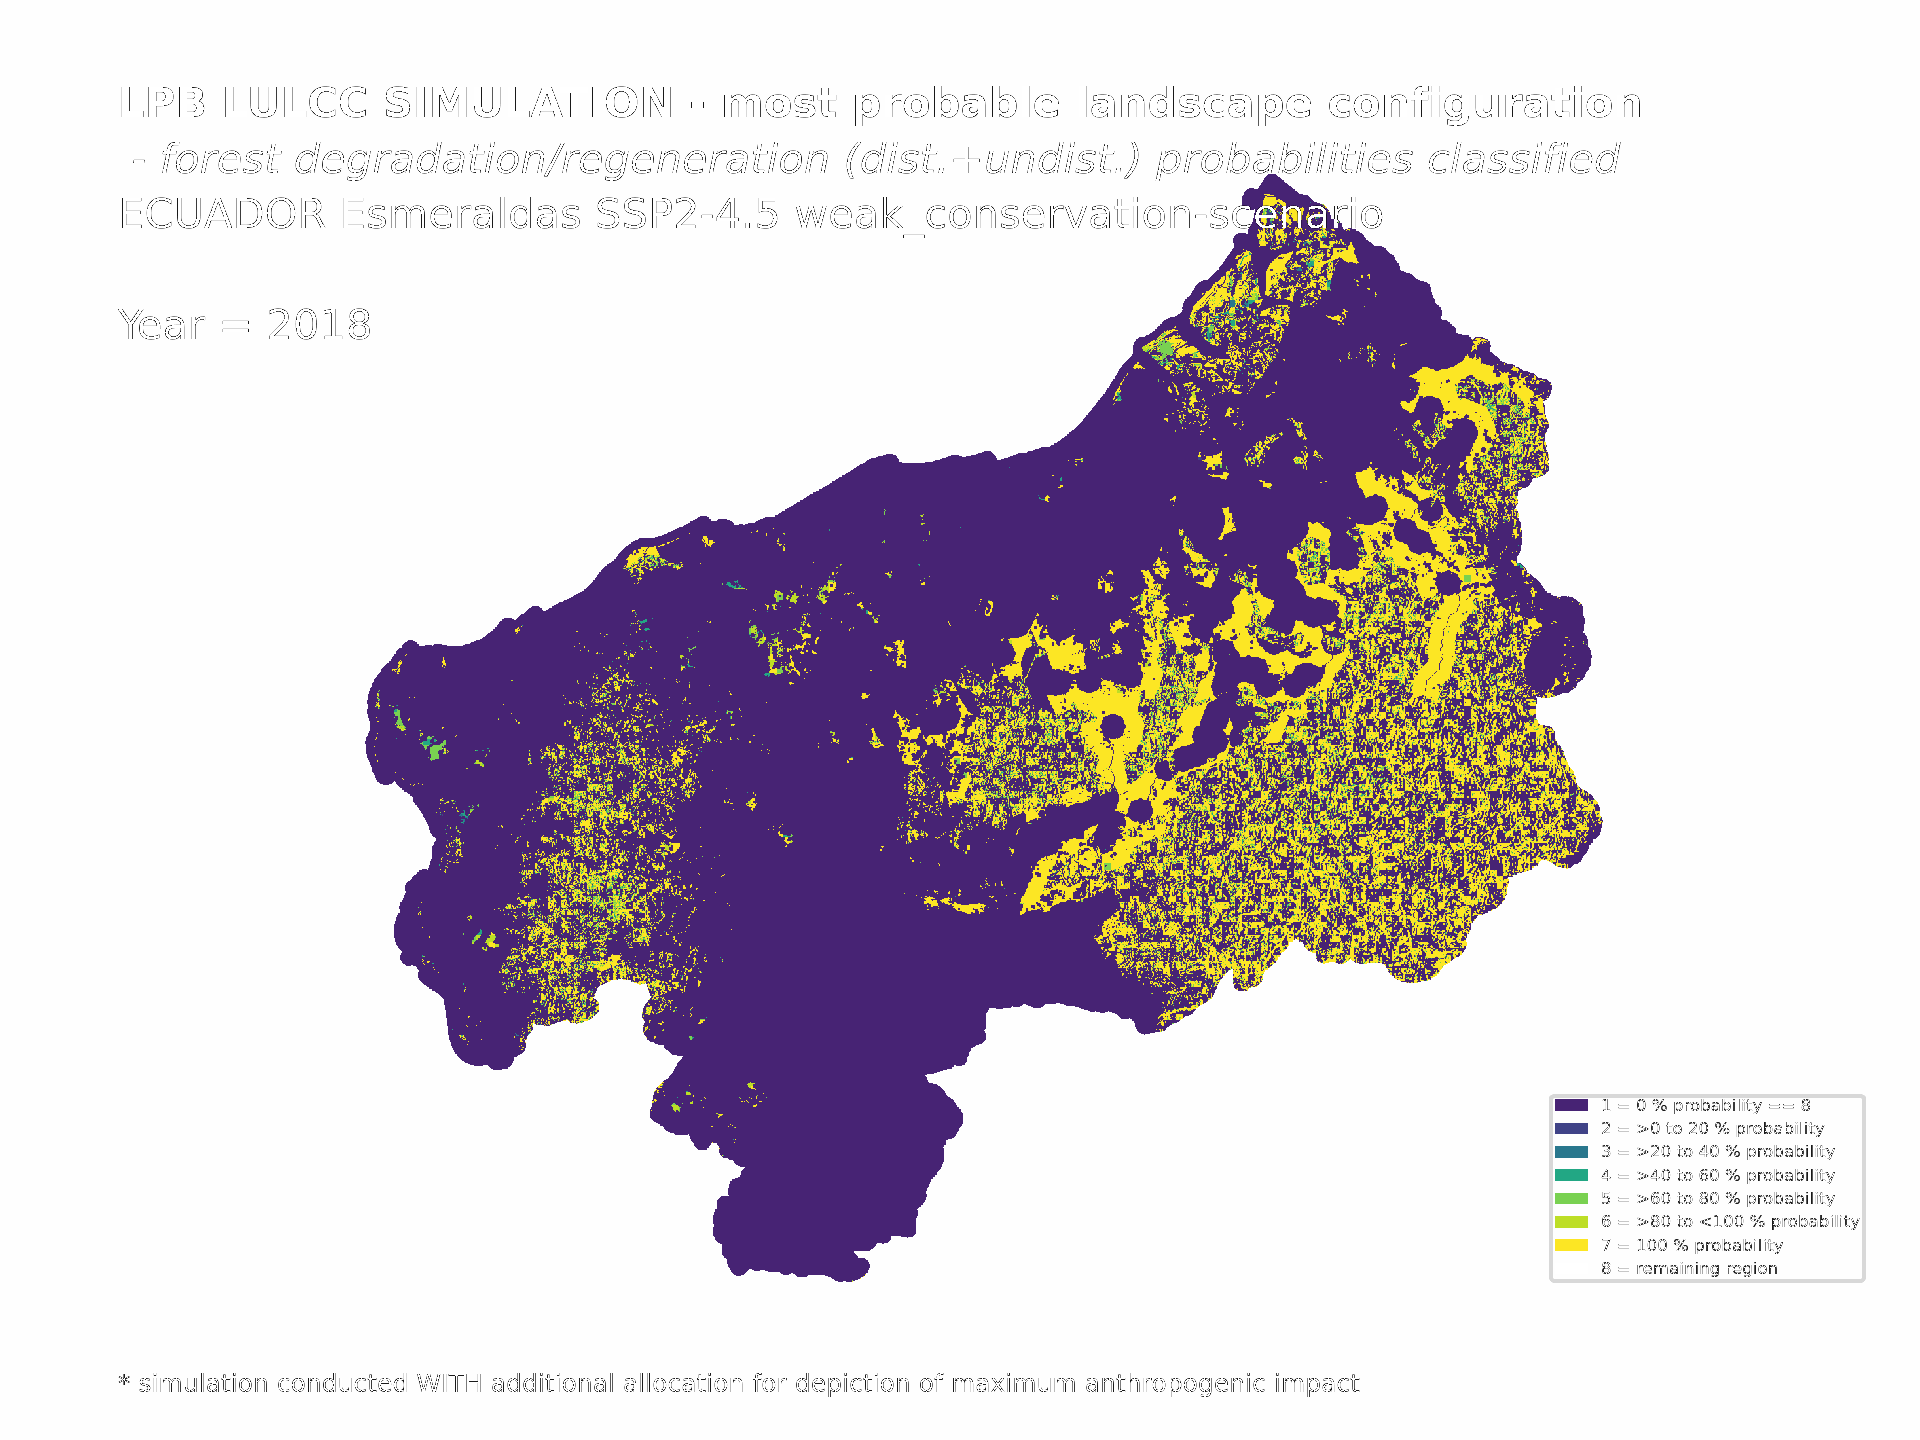 LPB LULCC SIMULATION - most probable landscape configuration
- forest degradation/regeneration (dist.+undist.) probabilities classified
ECUADOR Esmeraldas SSP2-4.5 weak_conservation-scenario
Year = 2018
1 = 0 % probability == 8
2 = >0 to 20 % probability
3 = >20 to 40 % probability
4 = >40 to 60 % probability
5 = >60 to 80 % probability
6 = >80 to <100 % probability
7 = 100 % probability
8 = remaining region
* simulation conducted WITH additional allocation for depiction of maximum anthropogenic impact